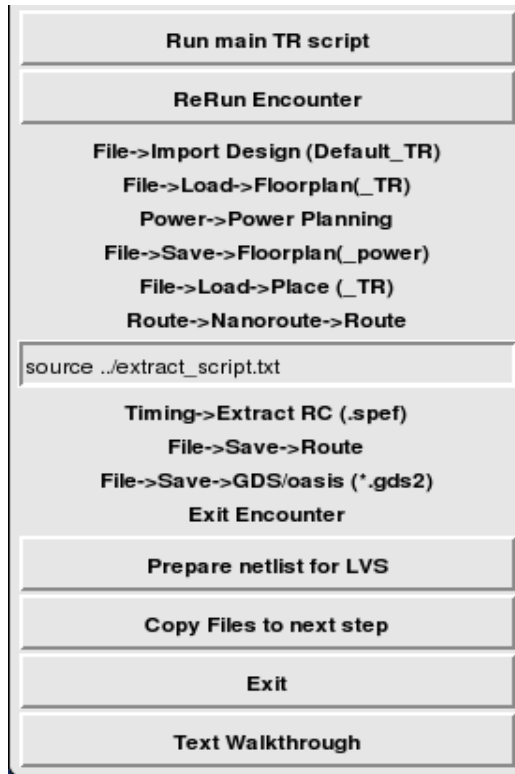 Run main TR script
ReRun Encounter
File->Import Design (Default_TR)
File->Load->Floorplan(_TR)
Power->Power Planning
File->Save->Floorplan(_power)
File->Load->Place (_TR)
Route->Nanoroute->Route
source ../extract_script.txt
Timing->Extract RC (.spef)
File->Save->Route
File->Save->GDS/oasis (*.gds2)
Exit Encounter
Prepare netlist for LVS
Copy Files to next step
Exit
Text Walkthrough